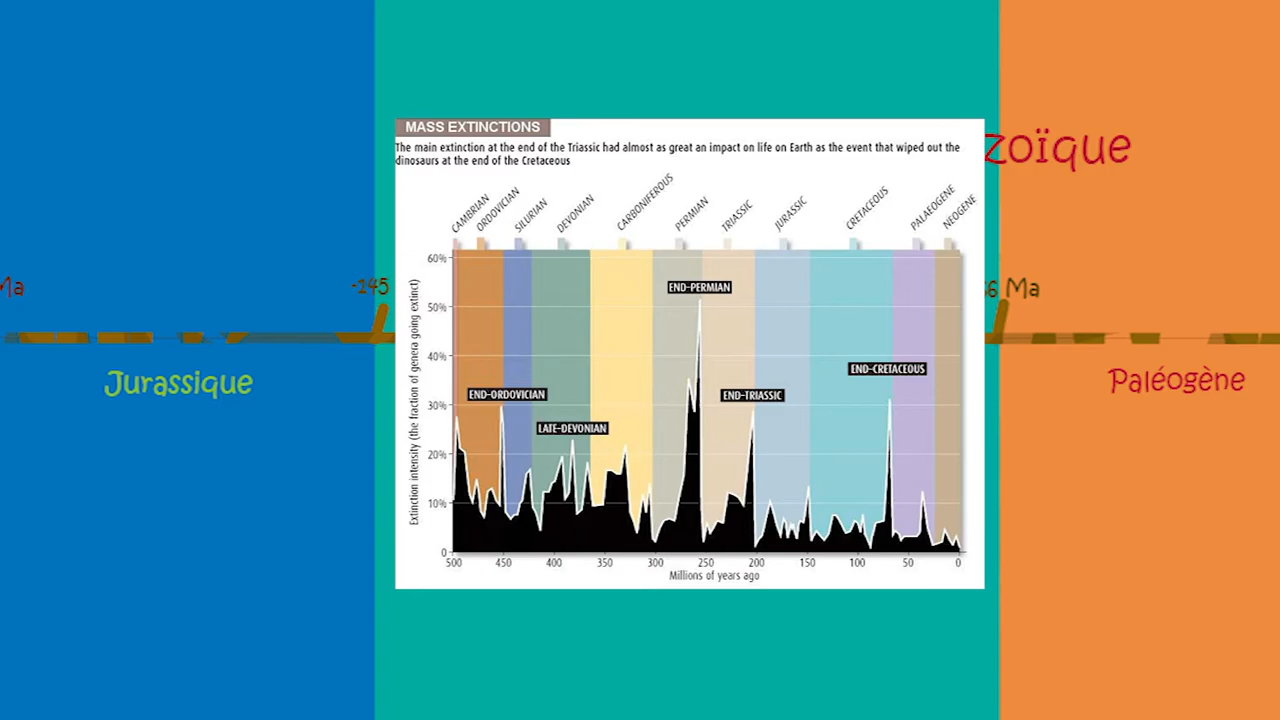 MASS EXTINCTIONS
The main extinction at the end of the Triassic had almost as great an impact on life on Earth as the event that wiped out the
dinosaurs at the end of the Cretaceous
zoïque
CAMBRIAN
ORDOVICIAN
SILURIAN
DEVONIAN
CARBONIFEROUS
PERMIAN
TRIASSIC
JURASSIC
CRETACEOUS
PALAEOGENE
NEOGENE
Extinction intensity (the fraction of genera going extinct)
60%
50%
40%
30%
20%
10%
0
END-PERMIAN
END-CRETACEOUS
END-ORDOVICIAN
END-TRIASSIC
LATE-DEVONIAN
500 450 400 350 300 250 200 150 100 50 0
Millions of years ago
Ma
-145
6 Ma
Jurassique
Paléogène